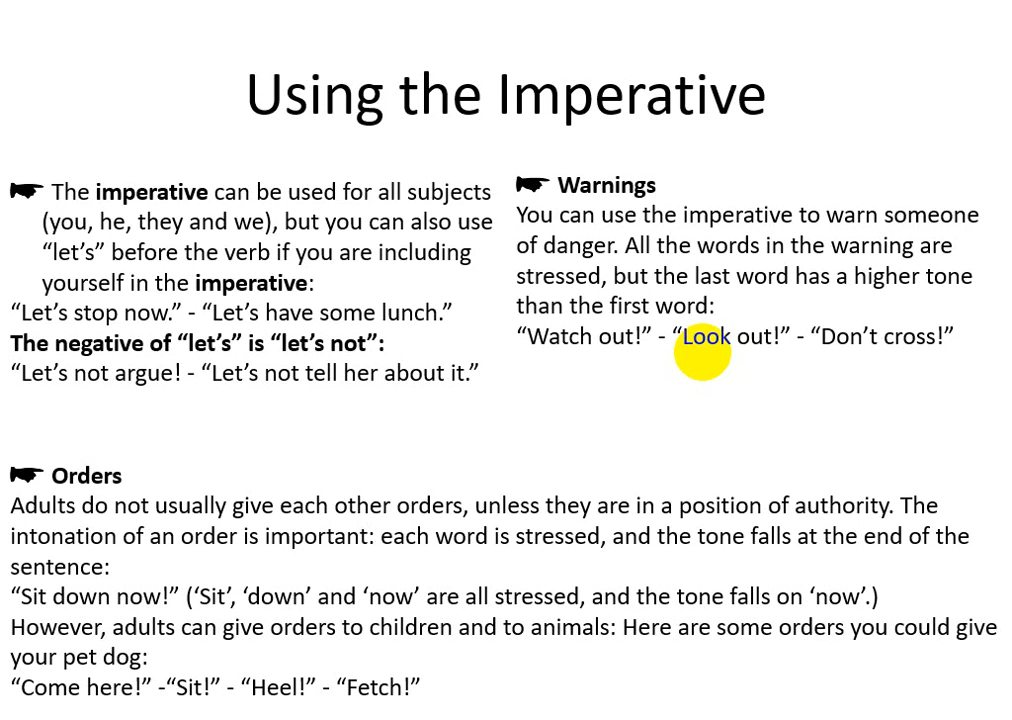 Using the Imperative
The imperative can be used for all subjects
(you, he, they and we), but you can also use
“let’s” before the verb if you are including
yourself in the imperative:
“Let’s stop now.” - “Let’s have some lunch.”
The negative of “let’s” is “let’s not”:
“Let’s not argue! - “Let’s not tell her about it.”
Warnings
You can use the imperative to warn someone
of danger. All the words in the warning are
stressed, but the last word has a higher tone
than the first word:
“Watch out!” - “Look out!” - “Don’t cross!”
Orders
Adults do not usually give each other orders, unless they are in a position of authority. The
intonation of an order is important: each word is stressed, and the tone falls at the end of the
sentence:
“Sit down now!” (‘Sit’, ‘down’ and ‘now’ are all stressed, and the tone falls on ‘now’.)
However, adults can give orders to children and to animals: Here are some orders you could give
your pet dog:
“Come here!” -“Sit!” - “Heel!” - “Fetch!”